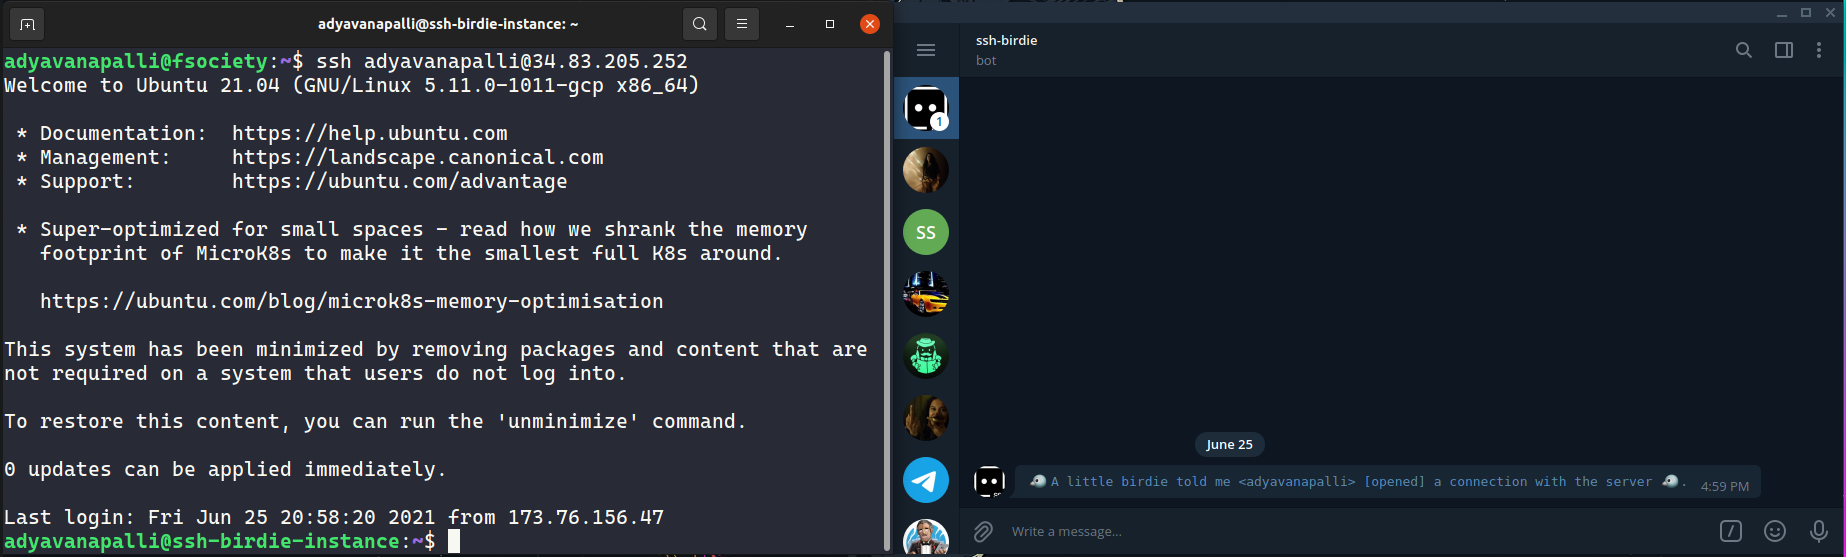 adyavanapalli@ssh-birdie-instance: ~
adyavanapalli@fsociety:~$ ssh adyavanapalli@34.83.205.252
Welcome to Ubuntu 21.04 (GNU/Linux 5.11.0-1011-gcp x86_64)
* Documentation:  https://help.ubuntu.com
* Management:     https://landscape.canonical.com
* Support:        https://ubuntu.com/advantage
* Super-optimized for small spaces - read how we shrank the memory
footprint of MicroK8s to make it the smallest full K8s around.
https://ubuntu.com/blog/microk8s-memory-optimisation
This system has been minimized by removing packages and content that are
not required on a system that users do not log into.
To restore this content, you can run the 'unminimize' command.
0 updates can be applied immediately.
Last login: Fri Jun 25 20:58:20 2021 from 173.76.156.47
adyavanapalli@ssh-birdie-instance:~$
1
SS
ssh-birdie
bot
June 25
A little birdie told me <adyavanapalli> [opened] a connection with the server .
4:59 PM
Write a message...